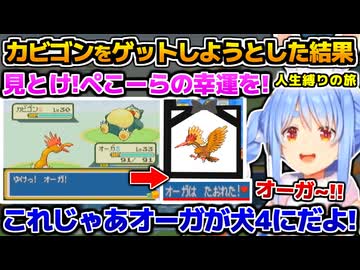 カビゴンをゲットしようとした結果
見とけ!ぺこーらの幸運を!
人生縛りの旅
カビゴン♂ Lv30
オーガ♂ Lv33
91/ 91
ゆけっ! オーガ!
オーガは たおれた!
オーガ~!!
これじゃあオーガが犬4にだよ!